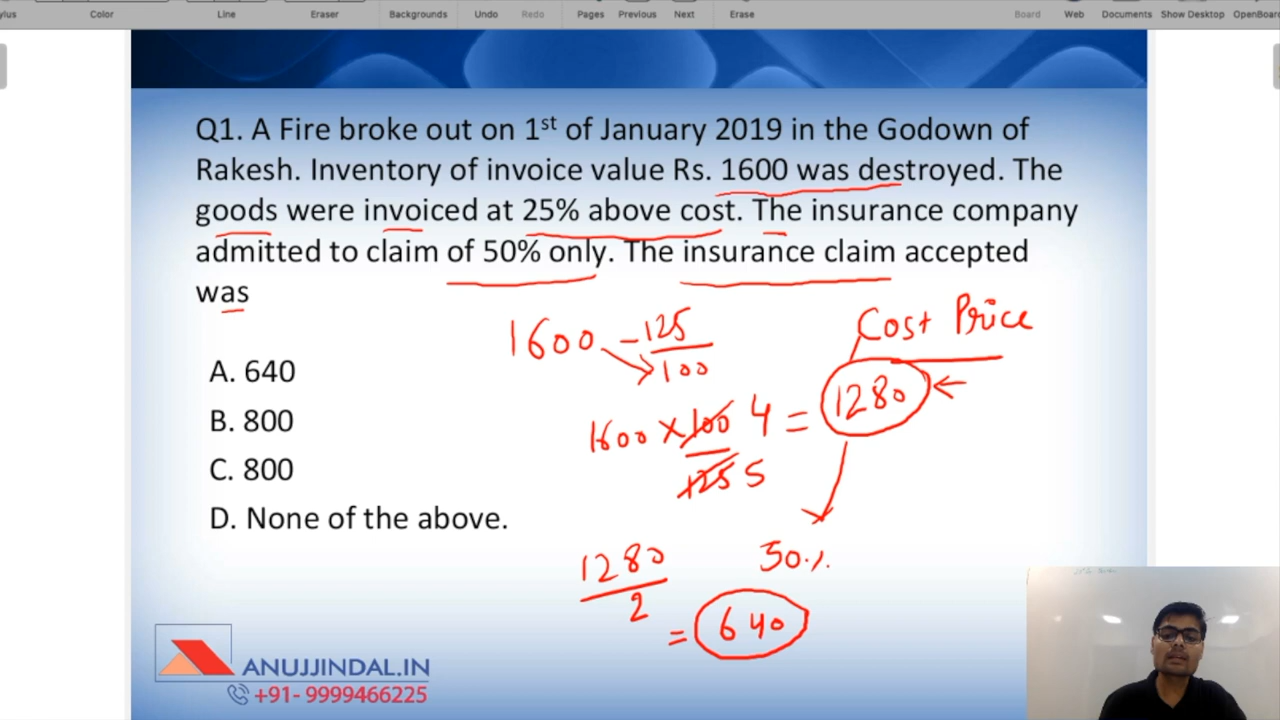 ylus
Color
Line
Eraser
Backgrounds
Undo
Redo
Pages
Previous
Next
Erase
Board
Web
Documents
Show Desktop
OpenBoar
Q1. A Fire broke out on 1st of January 2019 in the Godown of
Rakesh. Inventory of invoice value Rs. 1600 was destroyed. The
goods were invoiced at 25% above cost. The insurance company
admitted to claim of 50% only. The insurance claim accepted
was
A. 640
B. 800
C. 800
D. None of the above.
1600 – 125
100
Cost Price
1600 × 100 4 = 1280
125 5
50%
1280
2
= 640
ANUJJINDAL.IN
+91- 9999466225